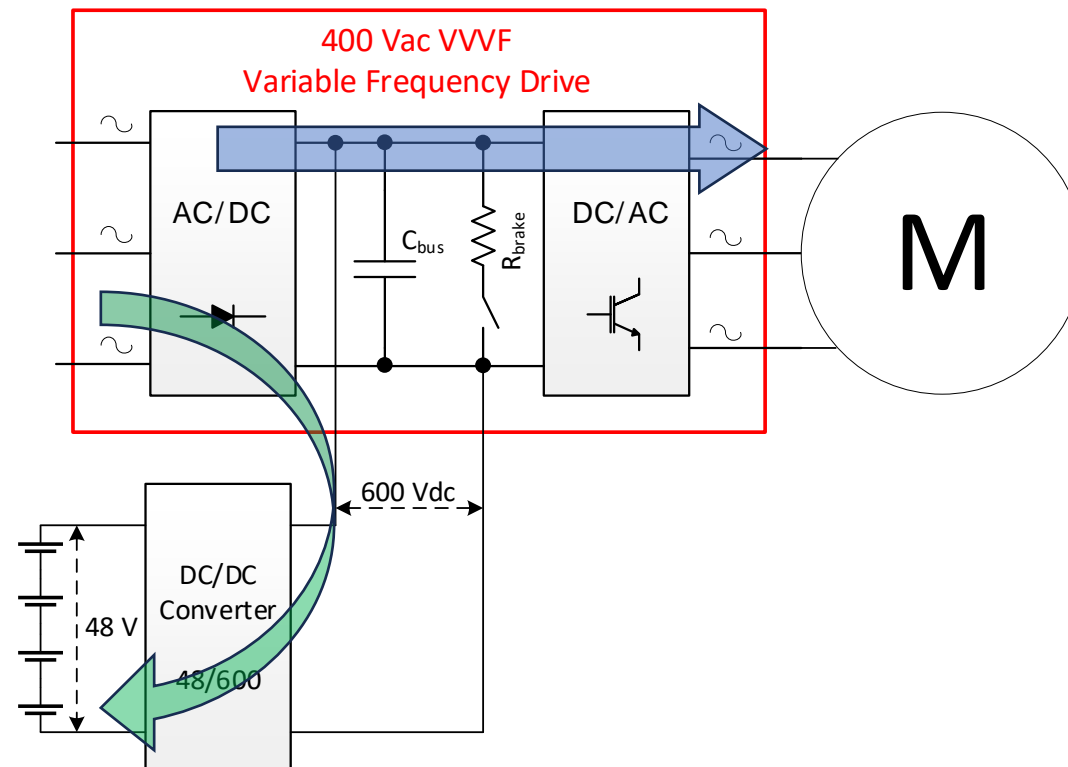 400 Vac VVVF
Variable Frequency Drive
AC/DC
C_bus
R_brake
DC/AC
M
600 Vdc
DC/DC
Converter
48 V
48/600